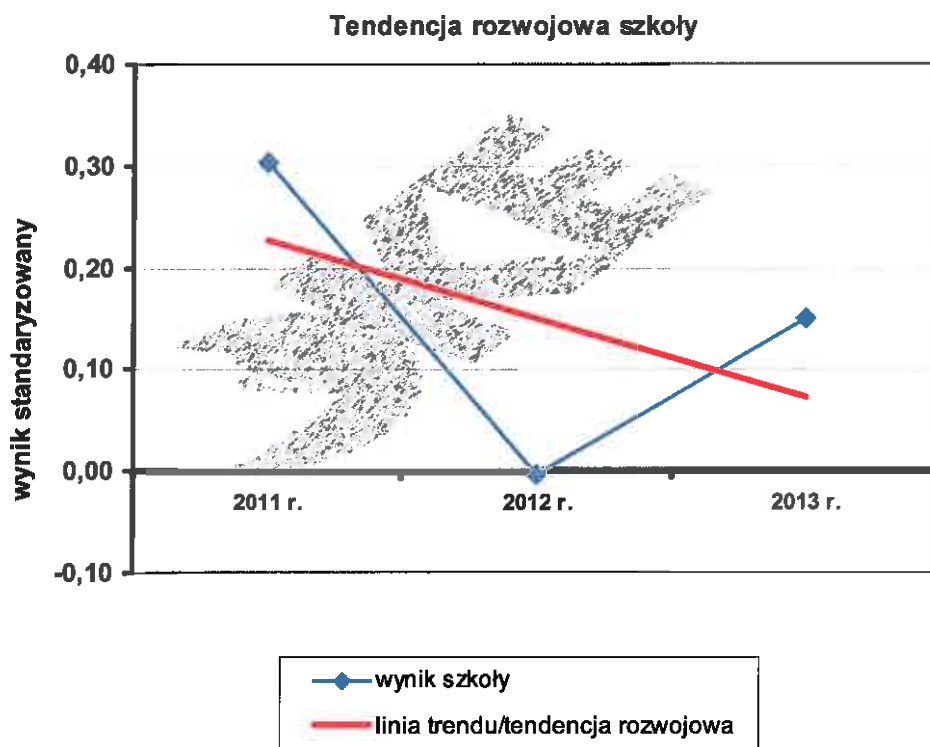 Tendencja rozwojowa szkoły
0,40
0,30
0,20
0,10
0,00
-0,10
wynik standaryzowany
2011 r.
2012 r.
2013 r.
wynik szkoły
linia trendu/tendencja rozwojowa